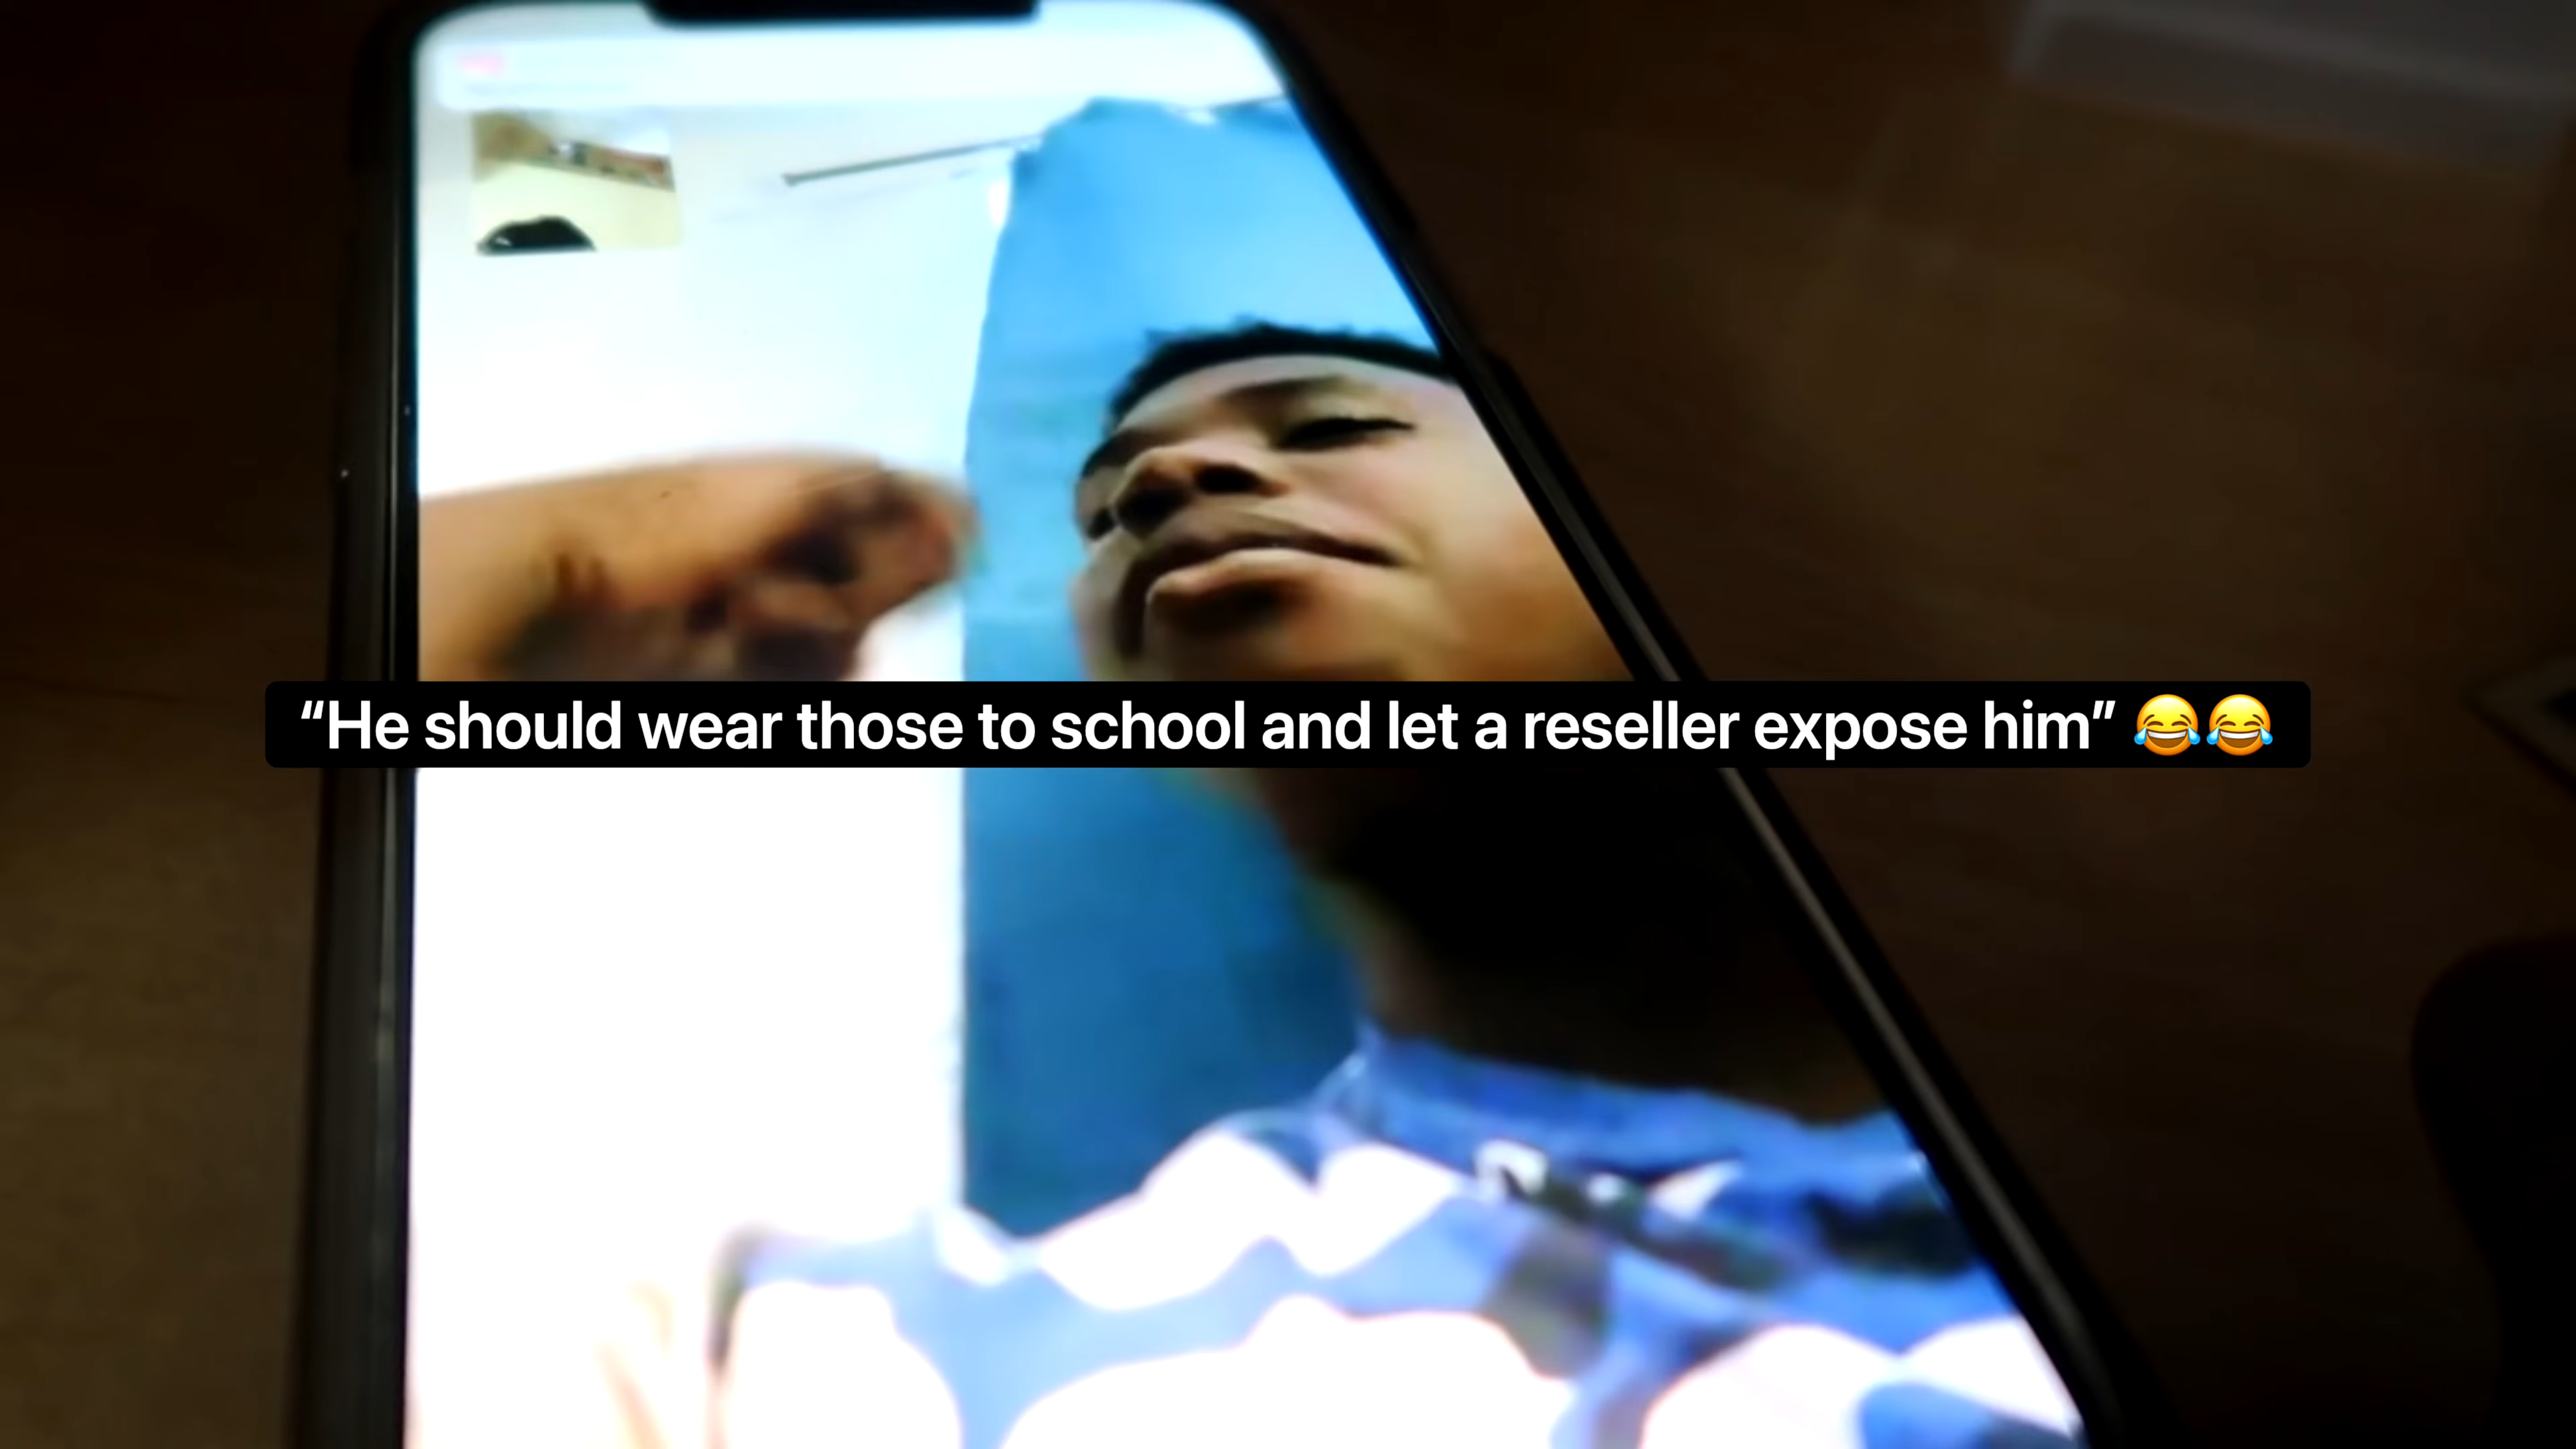 “He should wear those to school and let a reseller expose him” 😂😂